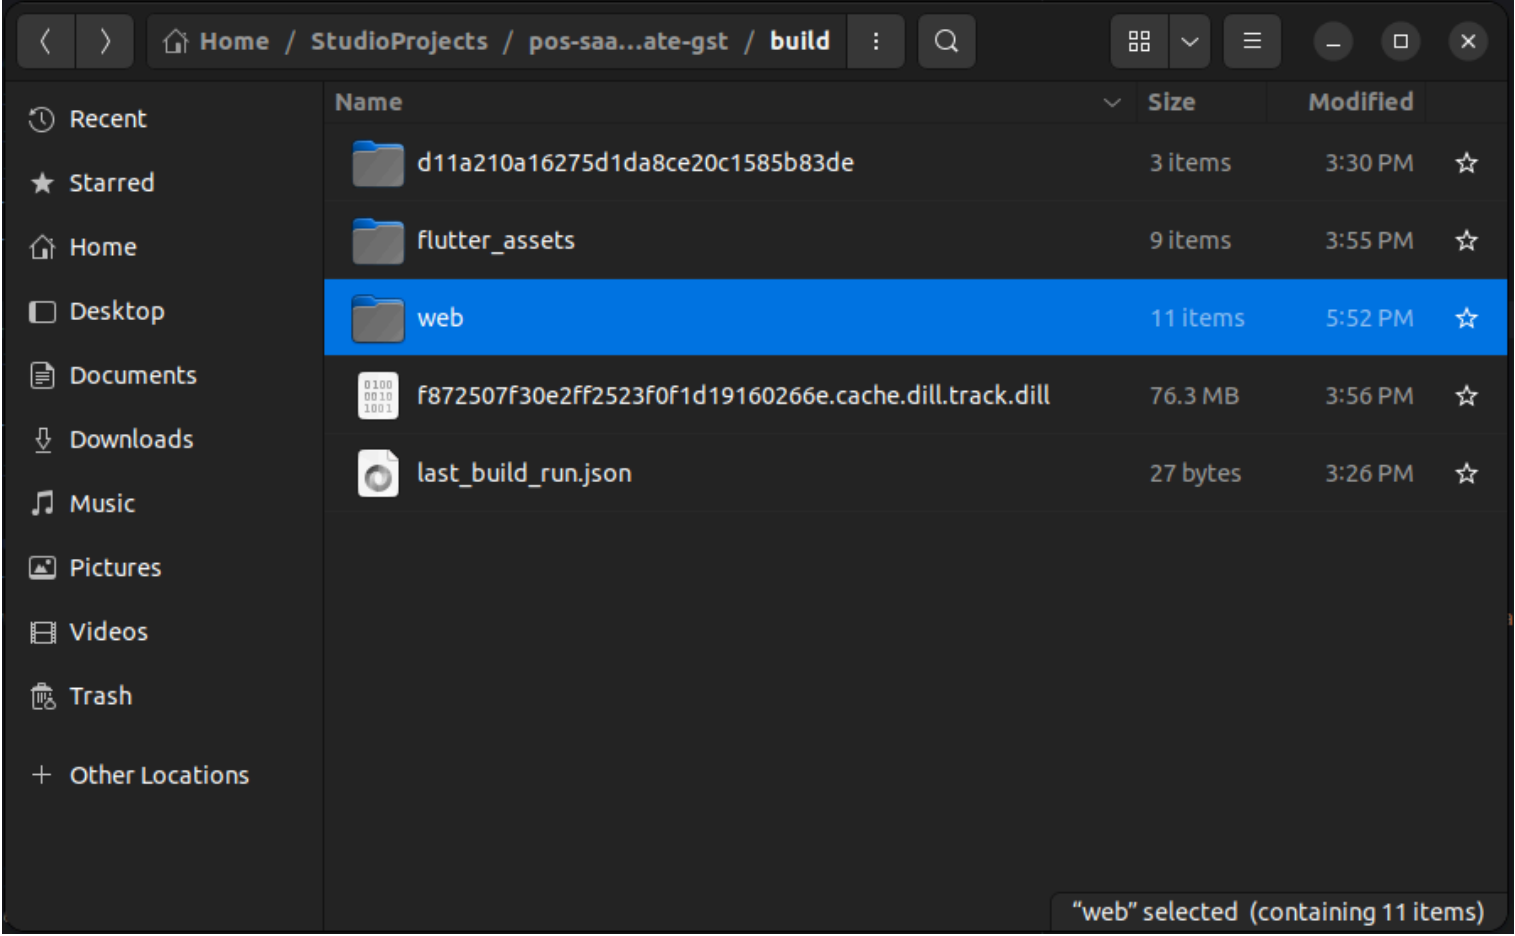 Home / StudioProjects / pos-saa...ate-gst / build
Name Size Modified
Recent
Starred
Home
Desktop
Documents
Downloads
Music
Pictures
Videos
Trash
+ Other Locations
d11a210a16275d1da8ce20c1585b83de 3 items 3:30 PM
flutter_assets 9 items 3:55 PM
web 11 items 5:52 PM
0100
0010
1001
f872507f30e2ff2523f0f1d19160266e.cache.dill.track.dill 76.3 MB 3:56 PM
last_build_run.json 27 bytes 3:26 PM
“web” selected (containing 11 items)